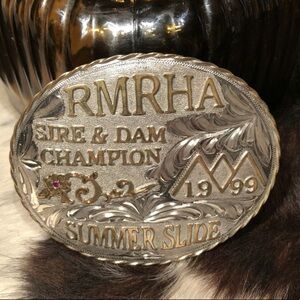 RMRHA
SIRE & DAM
CHAMPION
1999
SUMMER SLIDE